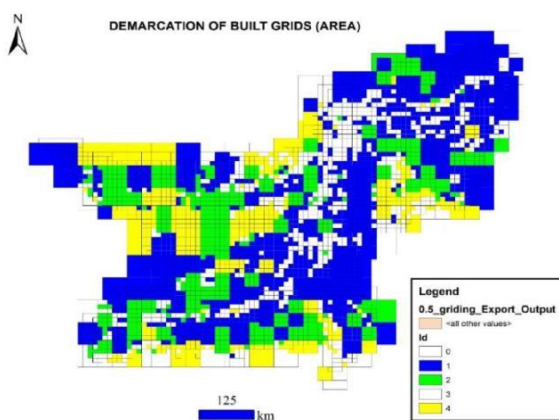 N
DEMARCATION OF BUILT GRIDS (AREA)
Legend
0.5_griding_Export_Output
<all other values>
Id
0
1
2
3
4
125
km